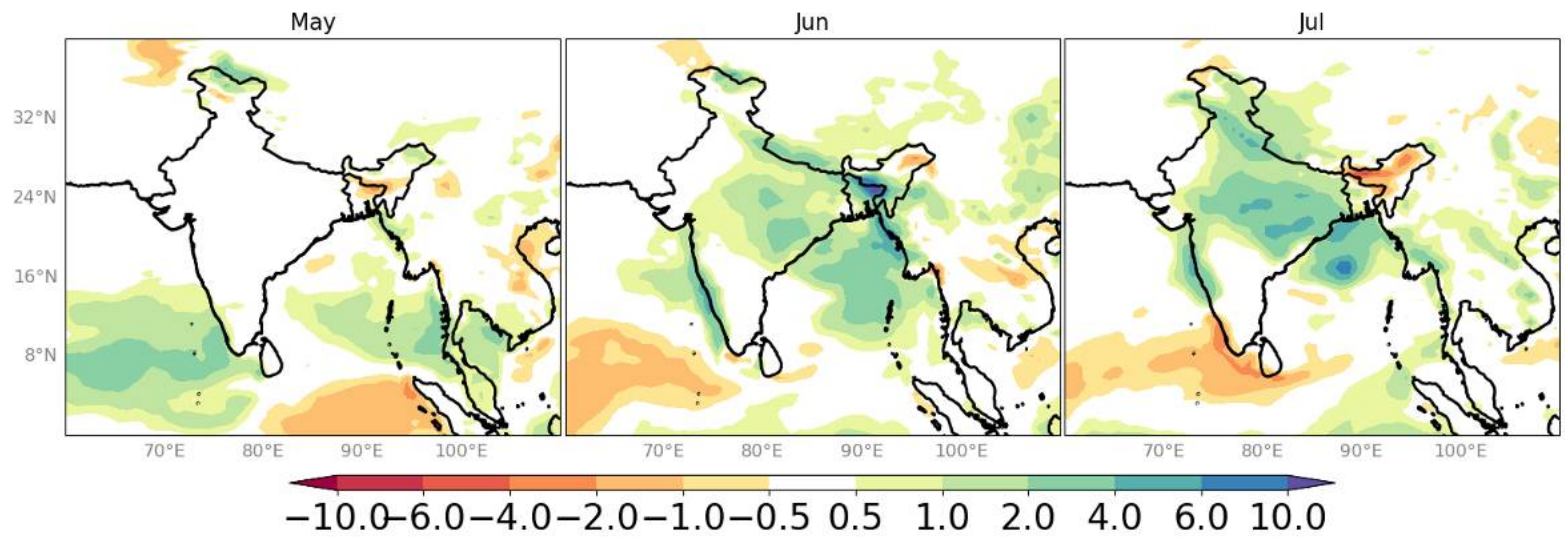 May Jun Jul
32°N
24°N
16°N
8°N
70°E 80°E 90°E 100°E 70°E 80°E 90°E 100°E 70°E 80°E 90°E 100°E
−10.0 −6.0 −4.0 −2.0 −1.0 −0.5 0.5 1.0 2.0 4.0 6.0 10.0